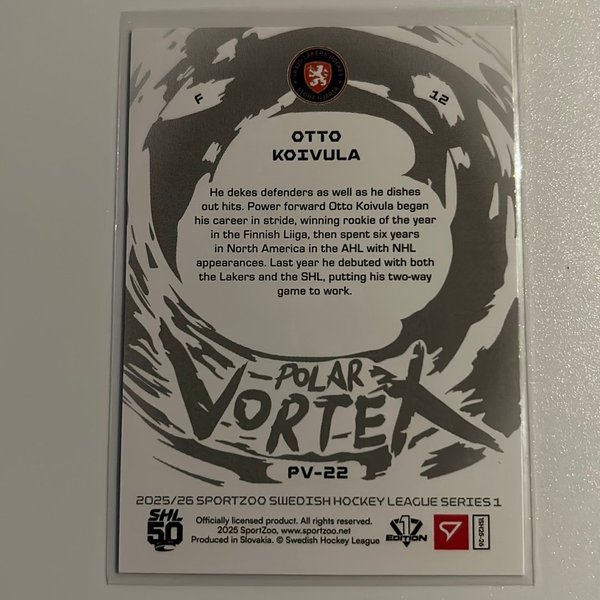 F
12
OTTO
KOIVULA
He dekes defenders as well as he dishes
out hits. Power forward Otto Koivula began
his career in stride, winning rookie of the year
in the Finnish Liiga, then spent six years
in North America in the AHL with NHL
appearances. Last year he debuted with both
the Lakers and the SHL, putting his two-way
game to work.
POLAR
VORTEX
PV-22
2025/26 SPORTZOO SWEDISH HOCKEY LEAGUE SERIES 1
SHL
50
Officially licensed product. All rights reserved.
2025 SportZoo, www.sportzoo.net
Produced in Slovakia. © Swedish Hockey League
1
EDITION
1SH25-26